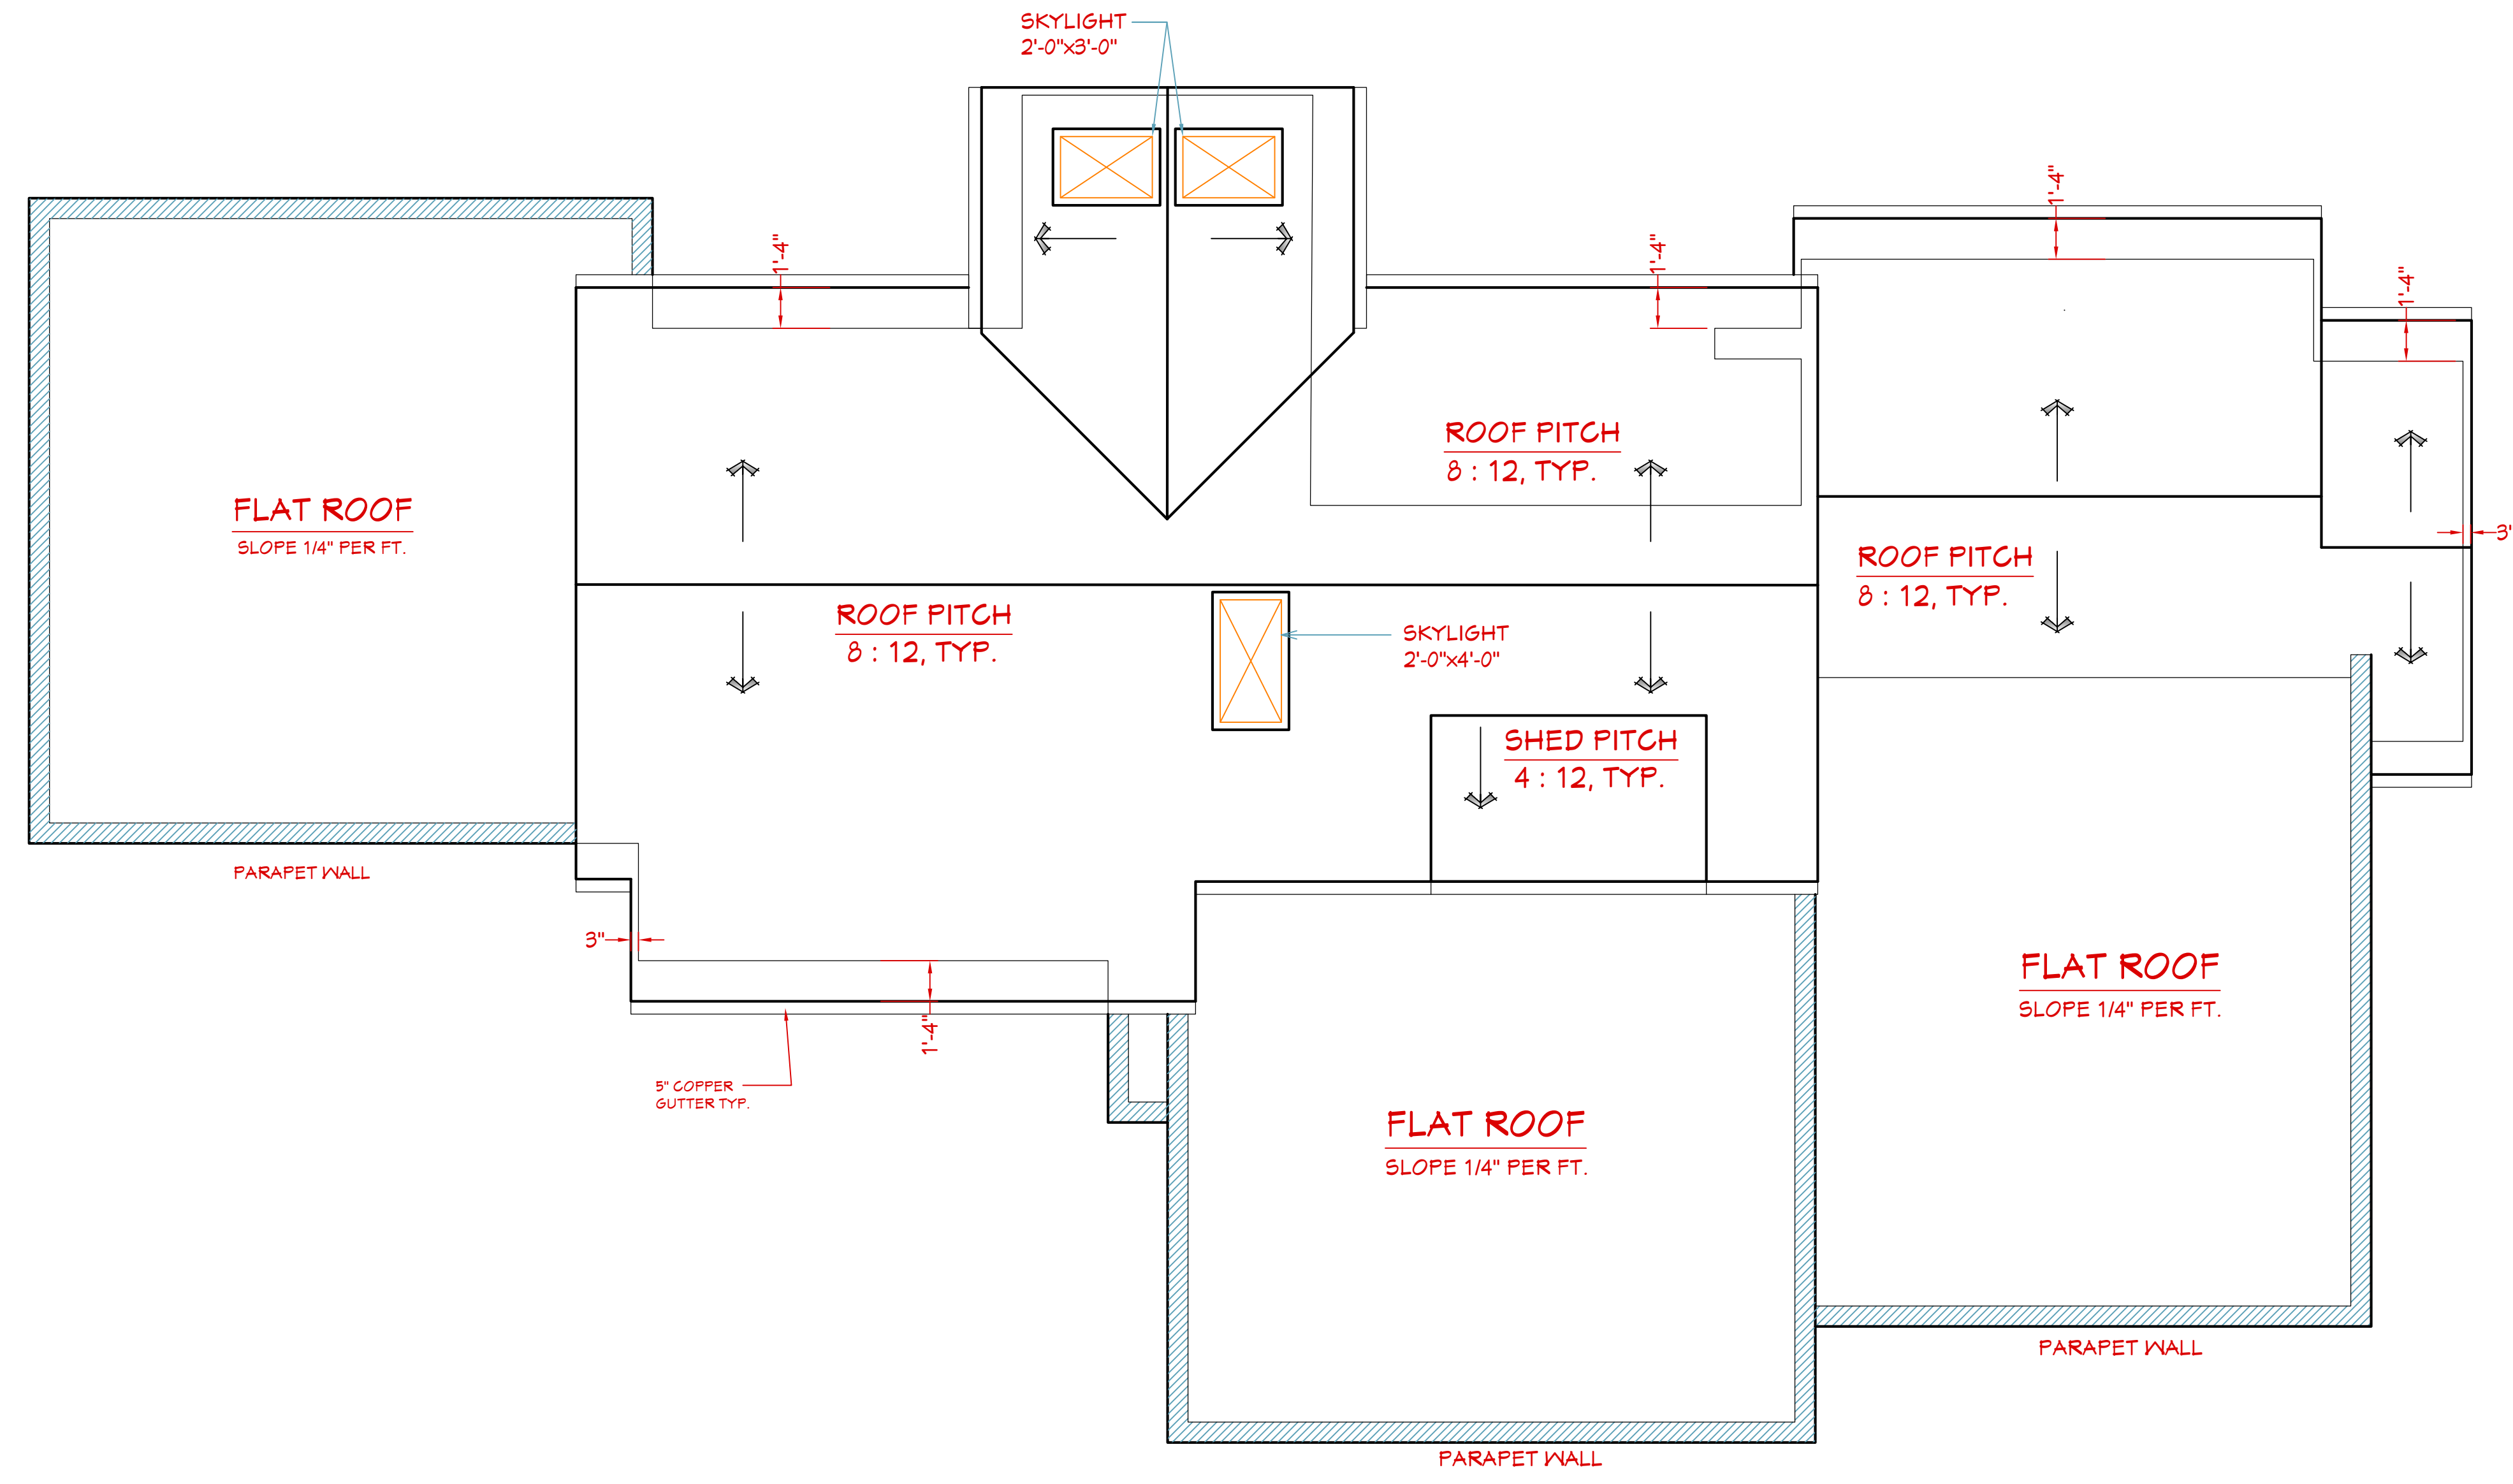 SKYLIGHT
2'-0"x3'-0"
1'-4"
1'-4"
1'-4"
1'-4"
ROOF PITCH
8 : 12, TYP.
FLAT ROOF
SLOPE 1/4" PER FT.
3'
ROOF PITCH
8 : 12, TYP.
ROOF PITCH
8 : 12, TYP.
SKYLIGHT
2'-0"x4'-0"
SHED PITCH
4 : 12, TYP.
PARAPET WALL
3"
FLAT ROOF
SLOPE 1/4" PER FT.
1'-4"
5" COPPER
GUTTER TYP.
FLAT ROOF
SLOPE 1/4" PER FT.
PARAPET WALL
PARAPET WALL